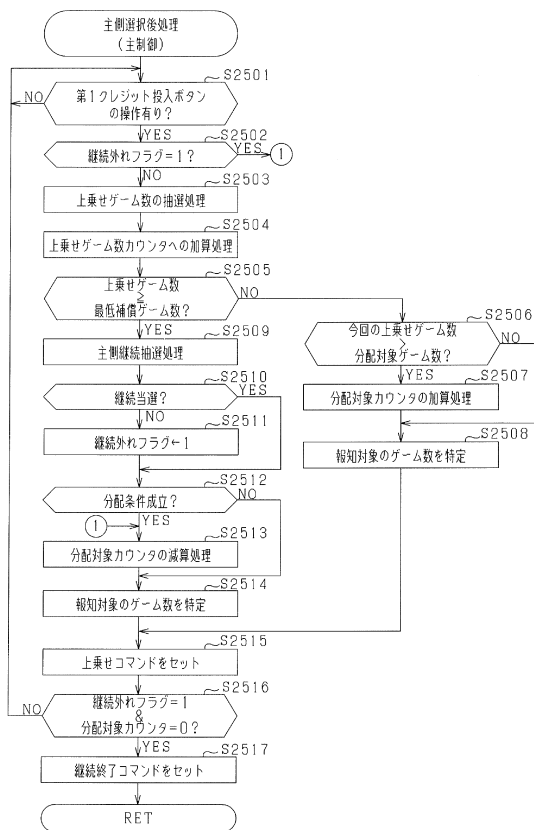 主側選択後処理
(主制御)
S2501
NO
第1クレジット投入ボタン
の操作有り?
YES
S2502
継続外れフラグ=1?
YES
1
NO
S2503
上乗せゲーム数の抽選処理
S2504
上乗せゲーム数カウンタへの加算処理
S2505
上乗せゲーム数
≧
最低補償ゲーム数?
NO
YES
S2506
今回の上乗せゲーム数
>
分配対象ゲーム数?
NO
YES
S2507
分配対象カウンタの加算処理
S2508
報知対象のゲーム数を特定
S2509
主側継続抽選処理
S2510
継続当選?
YES
NO
S2511
継続外れフラグ←1
S2512
分配条件成立?
NO
1
YES
S2513
分配対象カウンタの減算処理
S2514
報知対象のゲーム数を特定
S2515
上乗せコマンドをセット
S2516
NO
継続外れフラグ=1
&
分配対象カウンタ=0?
YES
S2517
継続終了コマンドをセット
RET